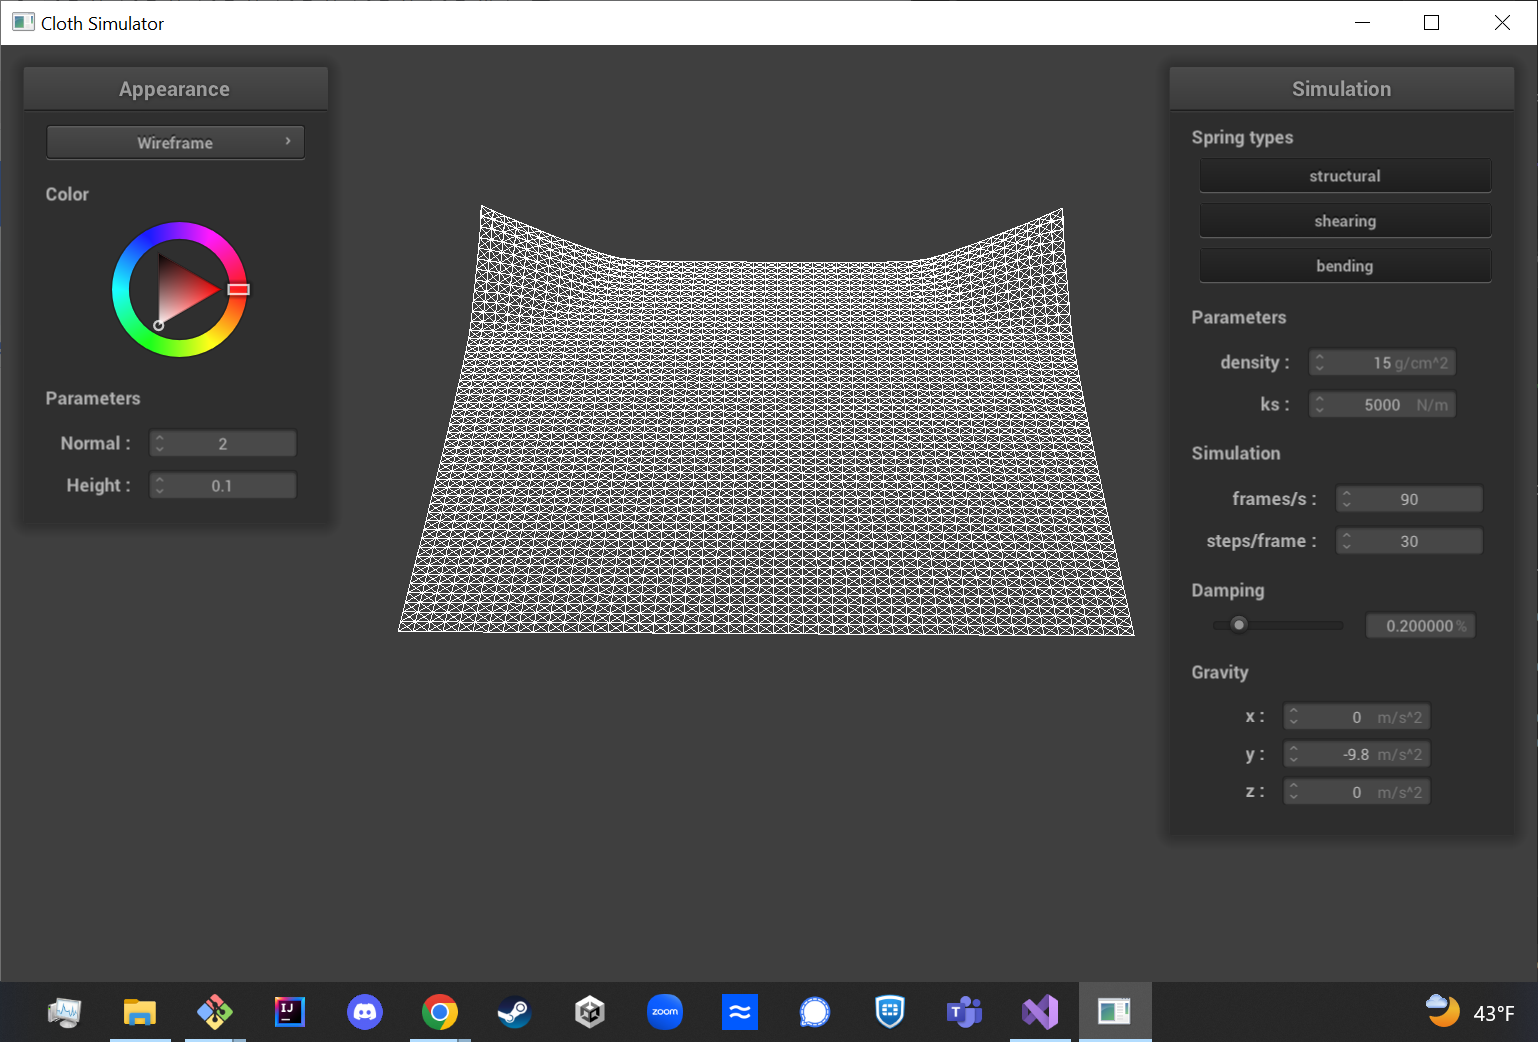 Cloth Simulator
Appearance
Wireframe
Color
Parameters
Normal : 2
Height : 0.1
Simulation
Spring types
structural
shearing
bending
Parameters
density : 15 g/cm^2
ks : 5000 N/m
Simulation
frames/s : 90
steps/frame : 30
Damping
0.200000 %
Gravity
x : 0 m/s^2
y : -9.8 m/s^2
z : 0 m/s^2
IJ
zoom
T
43°F